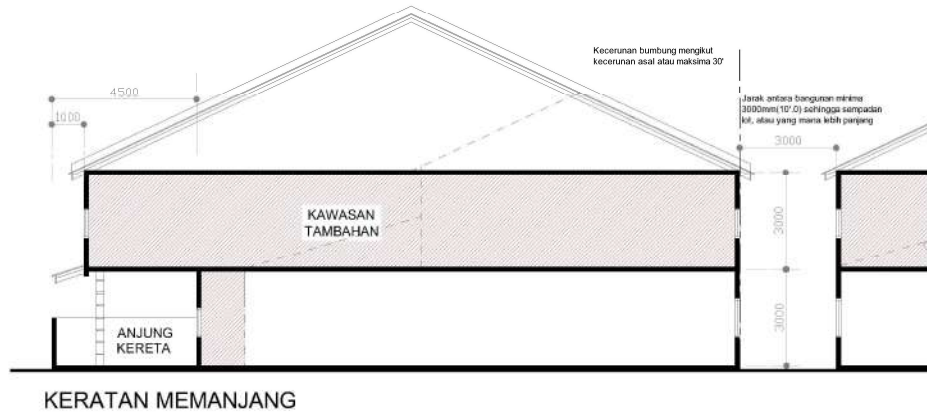 Kecerunan bumbung mengikut
kecerunan asal atau maksima 30'
4500
1000
Jarak antara bangunan minima
3000mm(10'.0) sehingga sempadan
lot, atau yang mana lebih panjang
3000
KAWASAN
TAMBAHAN
3000
3000
ANJUNG
KERETA
KERATAN MEMANJANG